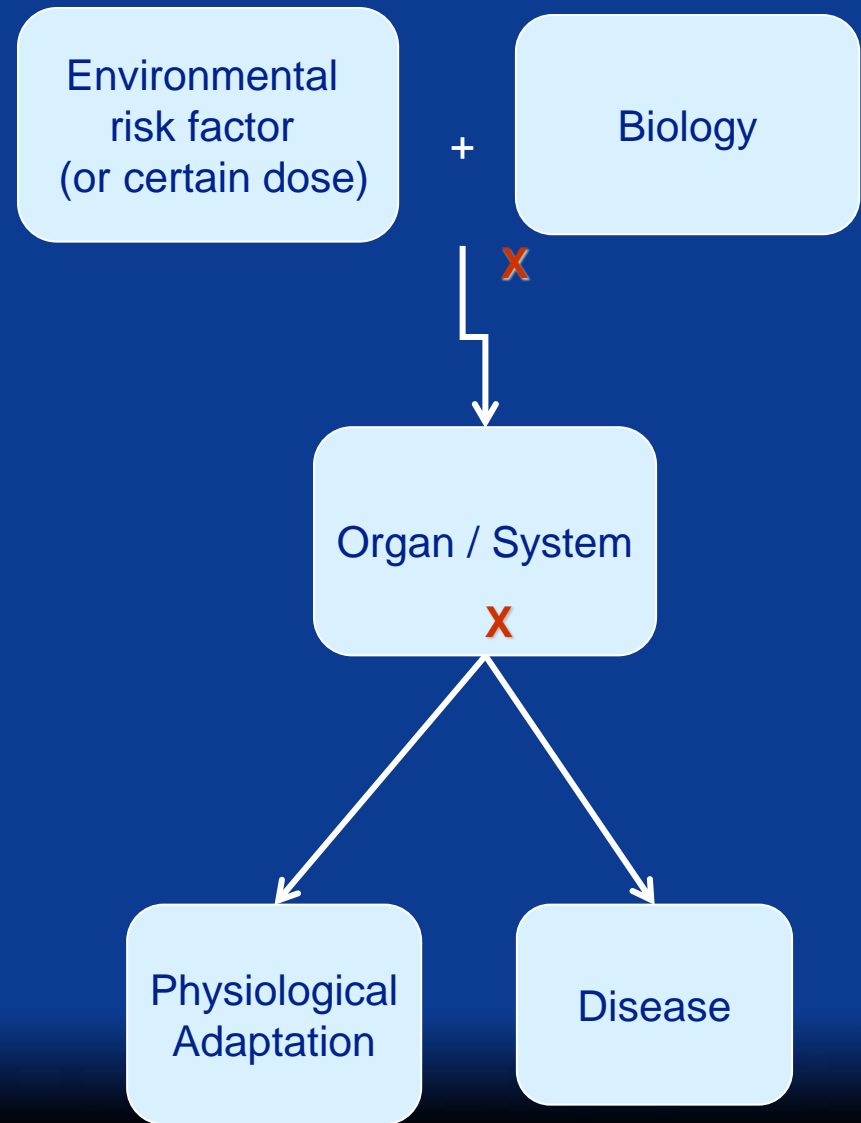 Environmental
risk factor
(or certain dose)
+
Biology
X
Organ / System
X
Physiological
Adaptation
Disease